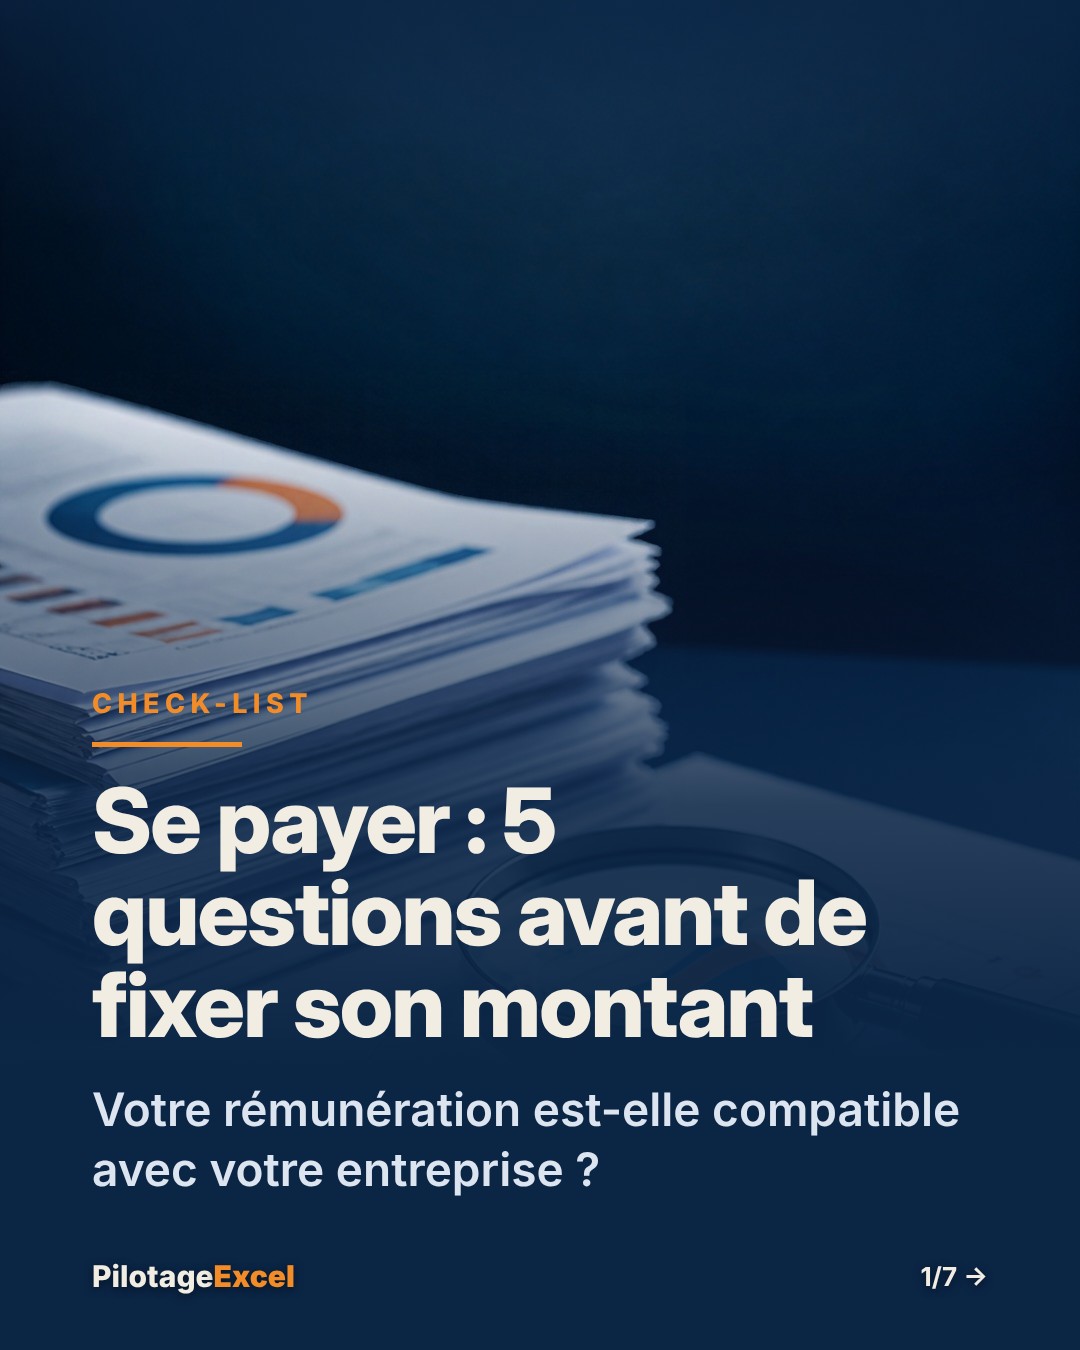 CHECK-LIST
Se payer : 5
questions avant de
fixer son montant
Votre rémunération est-elle compatible
avec votre entreprise ?
PilotageExcel
1/7 →